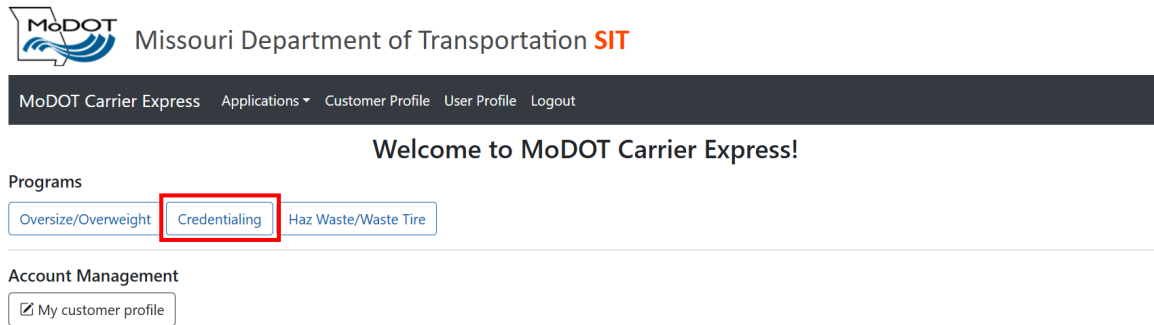 MoDOT
Missouri Department of Transportation SIT
MoDOT Carrier Express Applications Customer Profile User Profile Logout
Welcome to MoDOT Carrier Express!
Programs
Oversize/Overweight Credentialing Haz Waste/Waste Tire
Account Management
My customer profile